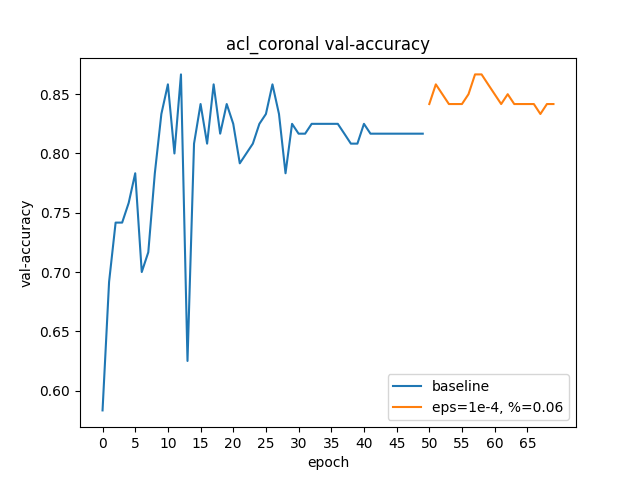 acl_coronal val-accuracy
0.85
0.80
0.75
0.70
0.65
0.60
val-accuracy
baseline
eps=1e-4, %=0.06
0 5 10 15 20 25 30 35 40 45 50 55 60 65
epoch